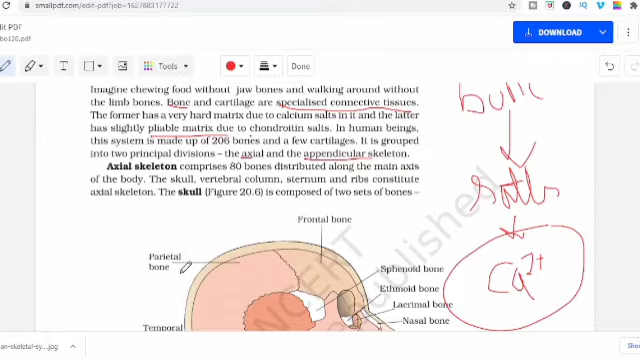 smallpdf.com/edit-pdf?job=1627883177722
dit PDF
DOWNLOAD
Tools
Done
Imagine chewing food without jaw bones and walking around without
the limb bones. Bone and cartilage are specialised connective tissues.
The former has a very hard matrix due to calcium salts in it and the latter
has slightly pliable matrix due to chondroitin salts. In human beings,
this system is made up of 206 bones and a few cartilages. It is grouped
into two principal divisions – the axial and the appendicular skeleton.
Axial skeleton comprises 80 bones distributed along the main axis
of the body. The skull, vertebral column, sternum and ribs constitute
axial skeleton. The skull (Figure 20.6) is composed of two sets of bones –
Frontal bone
Parietal
bone
Sphenoid bone
Ethmoid bone
Lacrimal bone
Nasal bone
Temporal
salts
Ca2+
an-skeletal-sy....jpg